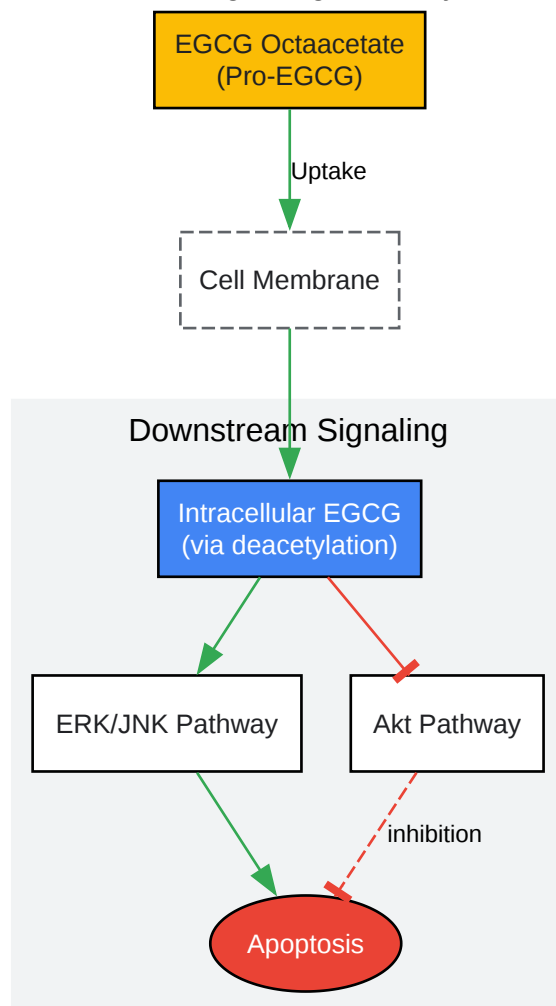 EGCG Octaacetate
(Pro-EGCG)
Uptake
Cell Membrane
Downstream Signaling
Intracellular EGCG
(via deacetylation)
ERK/JNK Pathway
Akt Pathway
inhibition
Apoptosis